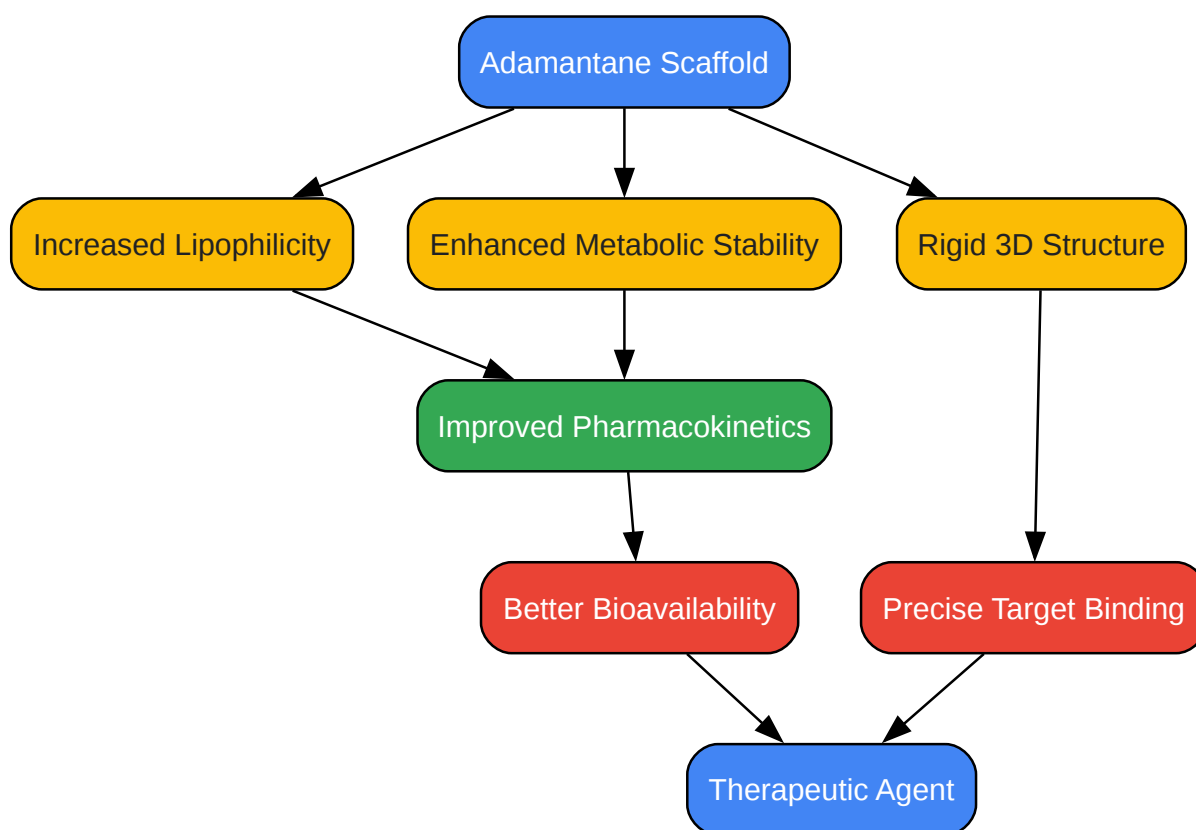 Adamantane Scaffold
Increased Lipophilicity
Enhanced Metabolic Stability
Rigid 3D Structure
Improved Pharmacokinetics
Better Bioavailability
Precise Target Binding
Therapeutic Agent